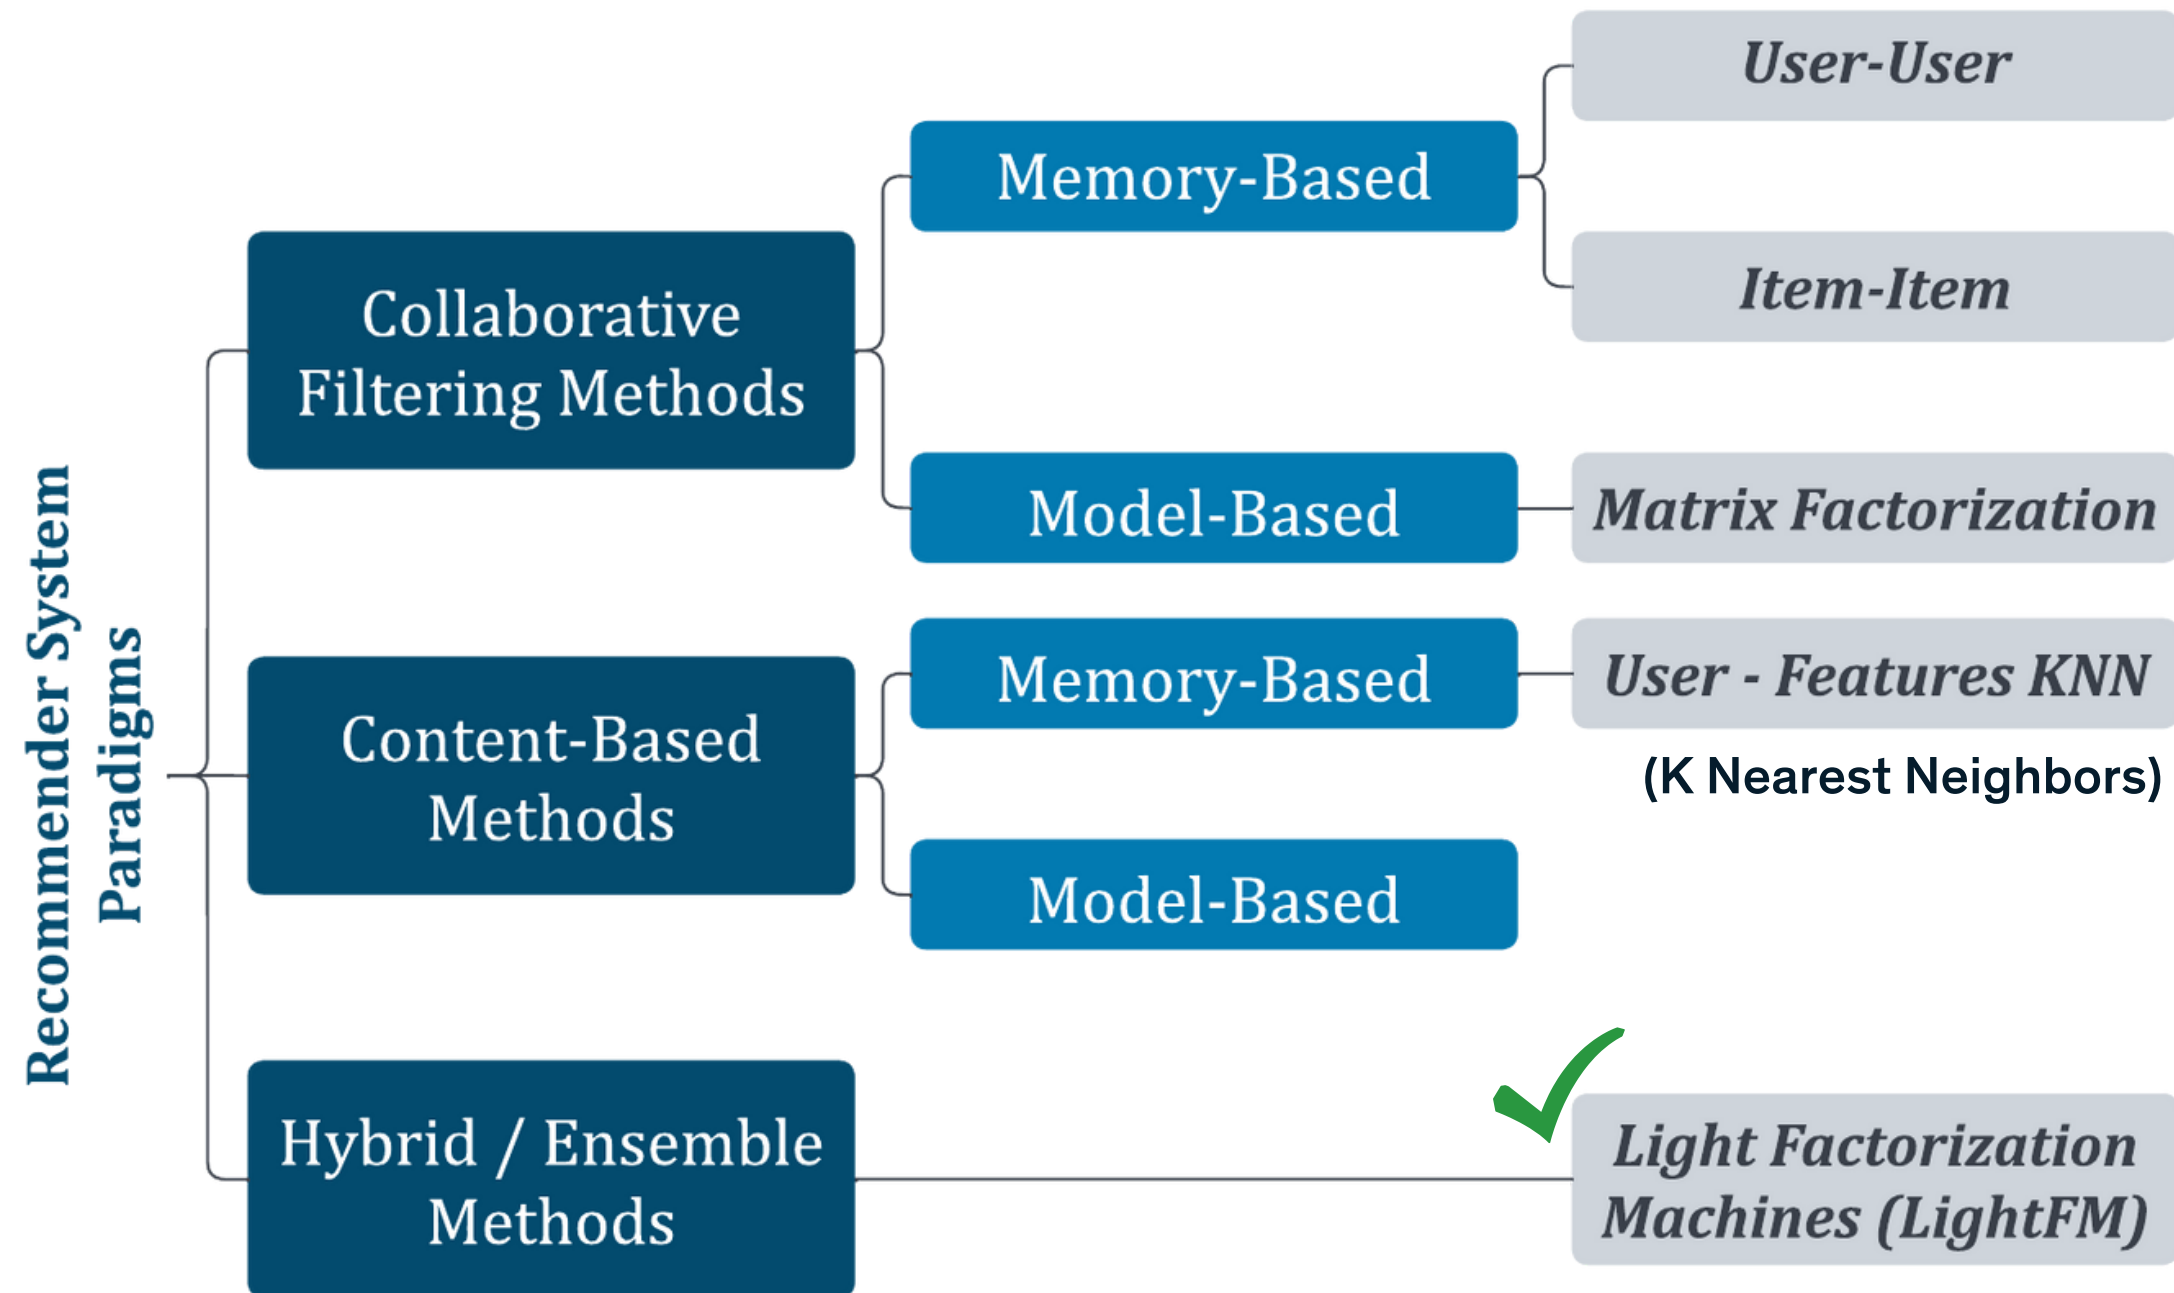 Recommender System
Paradigms
Collaborative
Filtering Methods
Memory-Based
User-User
Item-Item
Model-Based
Matrix Factorization
Content-Based
Methods
Memory-Based
User - Features KNN
(K Nearest Neighbors)
Model-Based
Hybrid / Ensemble
Methods
Light Factorization
Machines (LightFM)